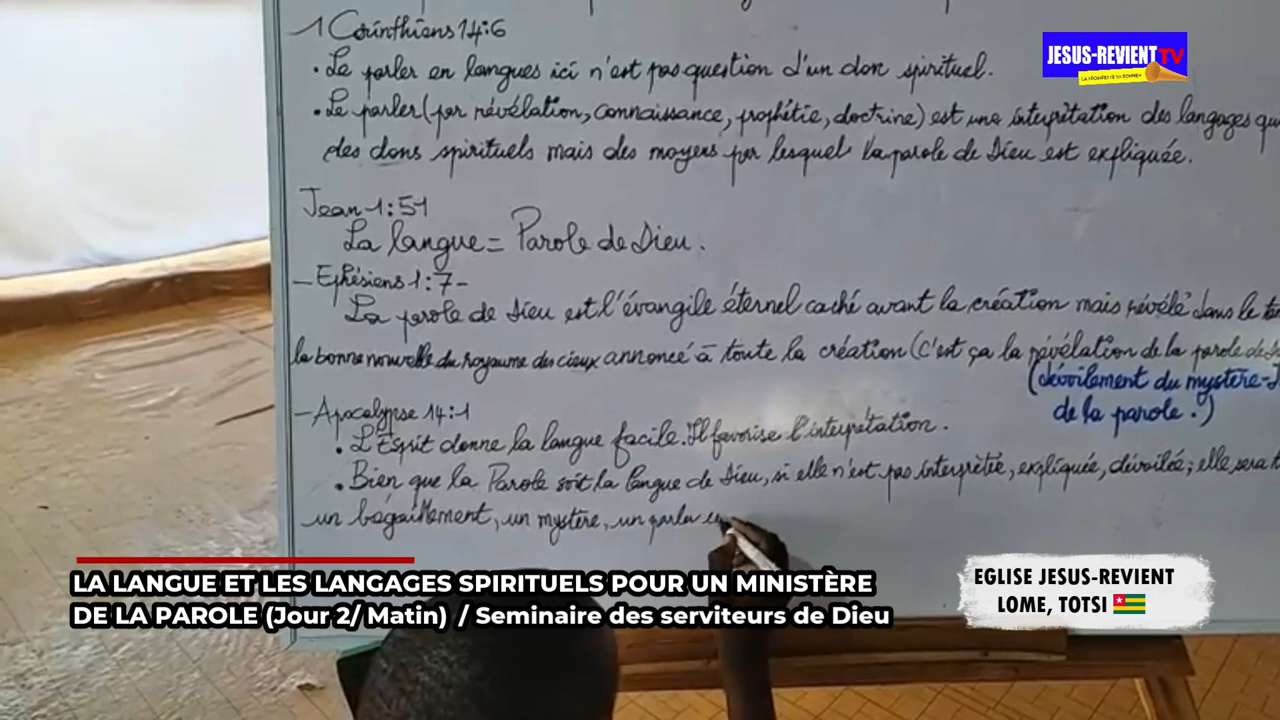 1 Corinthiens 14:6
JESUS-REVIENT TV
• Le parler en langues ici n'est pas question d'un don spirituel.
• Le parler (par révélation, connaissance, prophétie, doctrine) est une interprétation des langages qu
des dons spirituels mais des moyens par lesquel la parole de Dieu est expliquée.
Jean 1:51
La langue = Parole de Dieu.
- Ephésiens 1:7-
La parole de Dieu est l'évangile éternel caché avant la création mais révélé dans le
la bonne nouvelle du royaume des cieux annoncé à toute la création (c'est ça la révélation de la parole de
(dévoilement du mystère-
de la parole.)
- Apocalypse 14:1
• L'Esprit donne la langue facile. Il favorise l'interprétation.
• Bien que la Parole soit la langue de Dieu, si elle n'est pas interprètée, expliquée, dévoilée; elle sera
un bégaillement, un mystère, un parler en
LA LANGUE ET LES LANGAGES SPIRITUELS POUR UN MINISTÈRE
DE LA PAROLE (Jour 2/ Matin) / Seminaire des serviteurs de Dieu
EGLISE JESUS-REVIENT
LOME, TOTSI